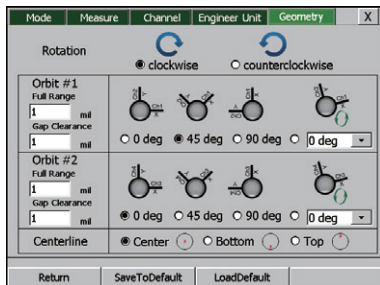 Mode Measure Channel Engineer Unit Geometry X
Rotation
clockwise counterclockwise
Orbit #1
Full Range
1 mil
Gap Clearance
1 mil
0 deg 45 deg 90 deg 0 deg
Orbit #2
Full Range
1 mil
Gap Clearance
1 mil
0 deg 45 deg 90 deg 0 deg
Centerline Center Bottom Top
Return SaveToDefault LoadDefault